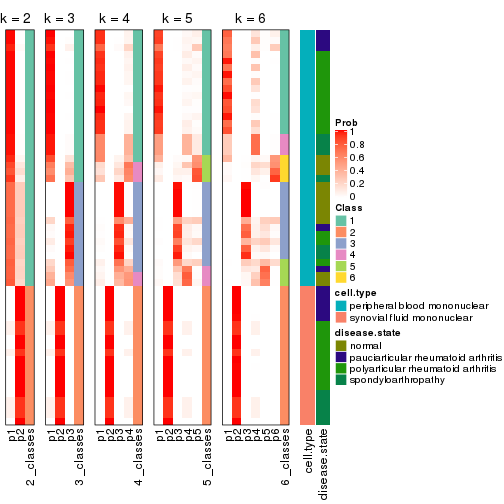 k = 2 k = 3 k = 4 k = 5 k = 6
Prob
1
0.8
0.6
0.4
0.2
0
Class
1
2
3
4
5
6
cell.type
peripheral blood mononuclear
synovial fluid mononuclear
disease.state
normal
pauciarticular rheumatoid arthritis
polyarticular rheumatoid arthritis
spondyloarthropathy
p1
p2
2_classes
p1
p2
p3
3_classes
p1
p2
p3
p4
4_classes
p1
p2
p3
p4
p5
5_classes
p1
p2
p3
p4
p5
p6
6_classes
cell.type
disease.state